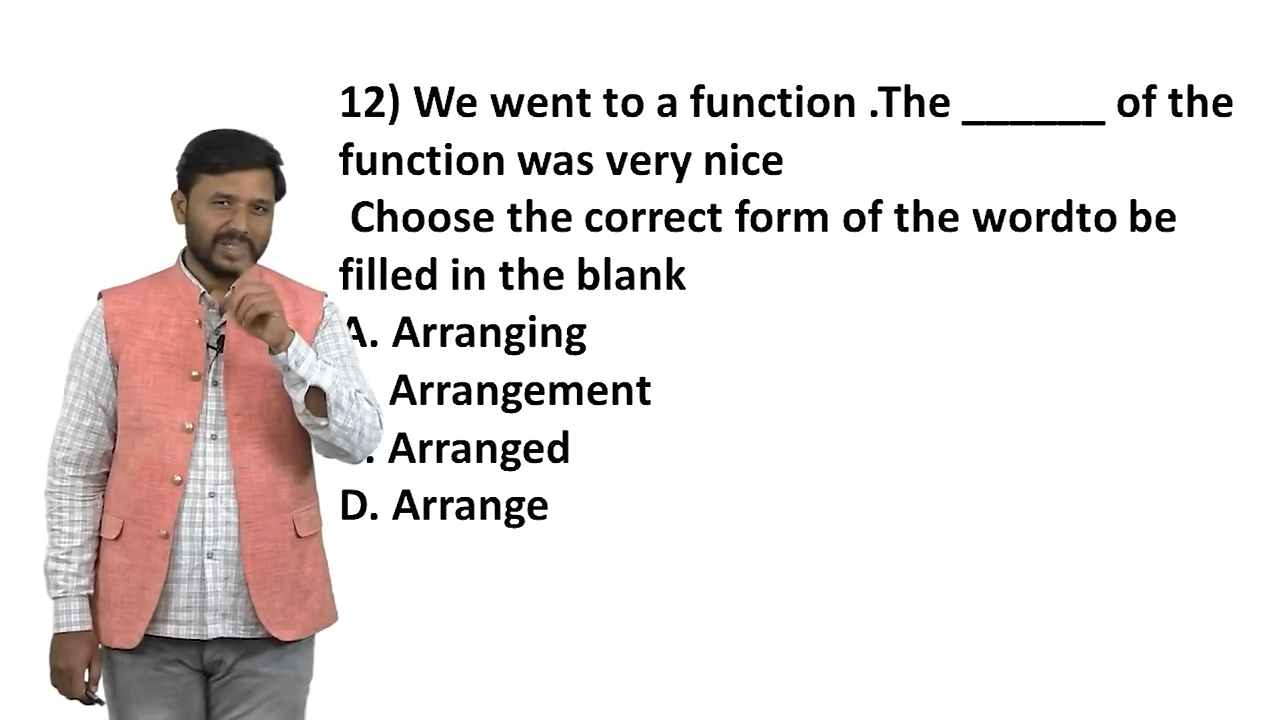 12) We went to a function .The ______ of the
function was very nice
Choose the correct form of the wordto be
filled in the blank
A. Arranging
Arrangement
. Arranged
D. Arrange